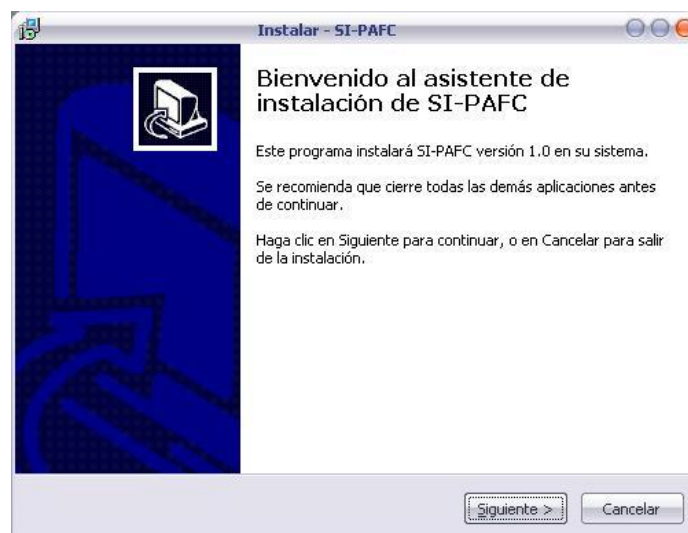 Instalar - SI-PAFC
Bienvenido al asistente de
instalación de SI-PAFC
Este programa instalará SI-PAFC versión 1.0 en su sistema.
Se recomienda que cierre todas las demás aplicaciones antes
de continuar.
Haga clic en Siguiente para continuar, o en Cancelar para salir
de la instalación.
Siguiente >
Cancelar